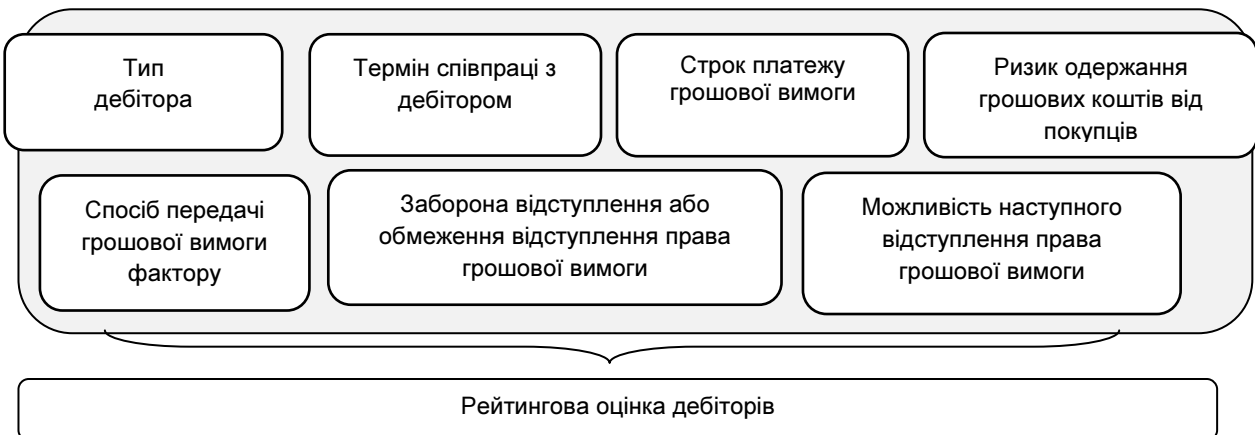 Тип
дебітора
Термін співпраці з
дебітором
Строк платежу
грошової вимоги
Ризик одержання
грошових коштів від
покупців
Спосіб передачі
грошової вимоги
фактору
Заборона відступлення або
обмеження відступлення права
грошової вимоги
Можливість наступного
відступлення права
грошової вимоги
Рейтингова оцінка дебіторів